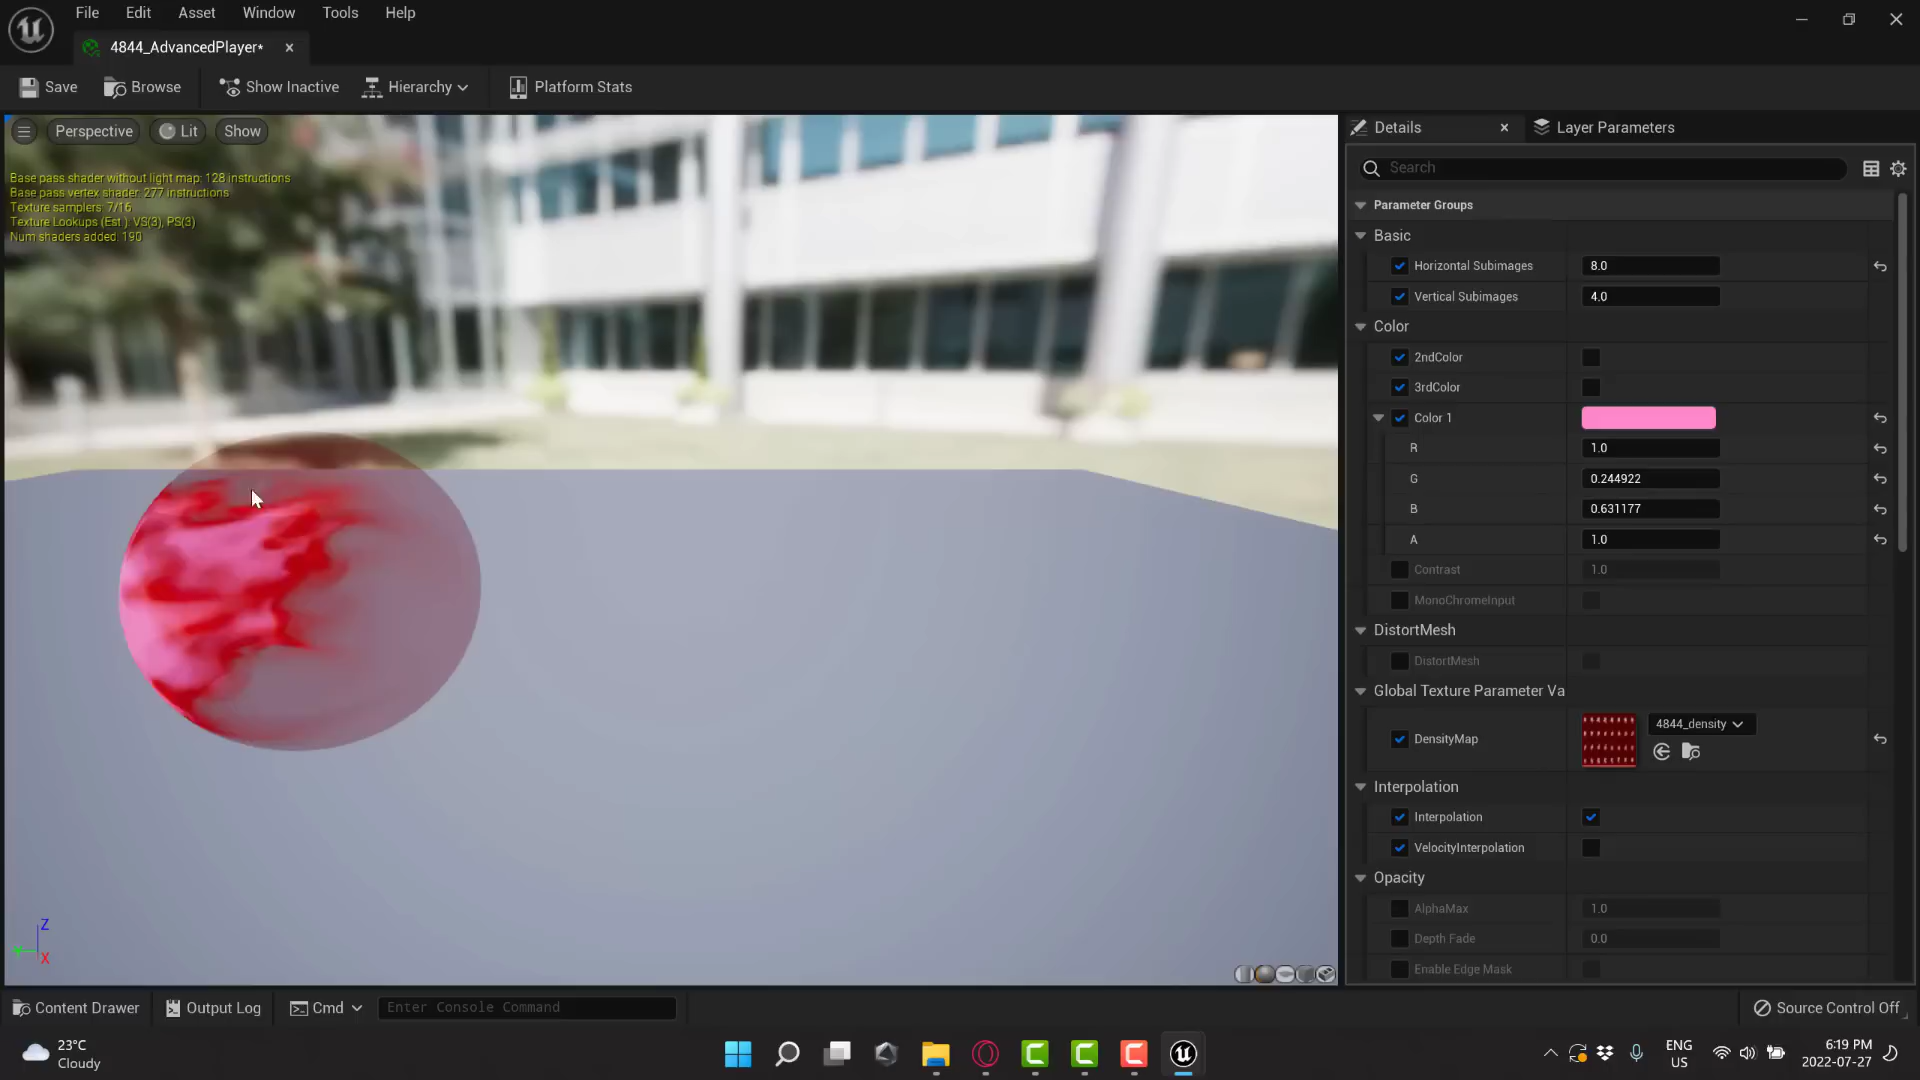 File Edit Asset Window Tools Help
4844_AdvancedPlayer*
Save Browse Show Inactive Hierarchy Platform Stats
Perspective Lit Show
Base pass shader without light map: 128 instructions
Base pass vertex shader: 277 instructions
Texture samplers: 7/16
Texture Lookups (Est.): VS(3), PS(3)
Num shaders added: 190
Z
X
Details Layer Parameters
Search
Parameter Groups
Basic
Horizontal Subimages 8.0
Vertical Subimages 4.0
Color
2ndColor
3rdColor
Color 1
R 1.0
G 0.244922
B 0.631177
A 1.0
Contrast 1.0
MonoChromeInput
DistortMesh
DistortMesh
Global Texture Parameter Va
DensityMap 4844_density
Interpolation
Interpolation
VelocityInterpolation
Opacity
AlphaMax 1.0
Depth Fade 0.0
Enable Edge Mask
Content Drawer Output Log Cmd Enter Console Command Source Control Off
23°C
Cloudy
ENG
US
6:19 PM
2022-07-27